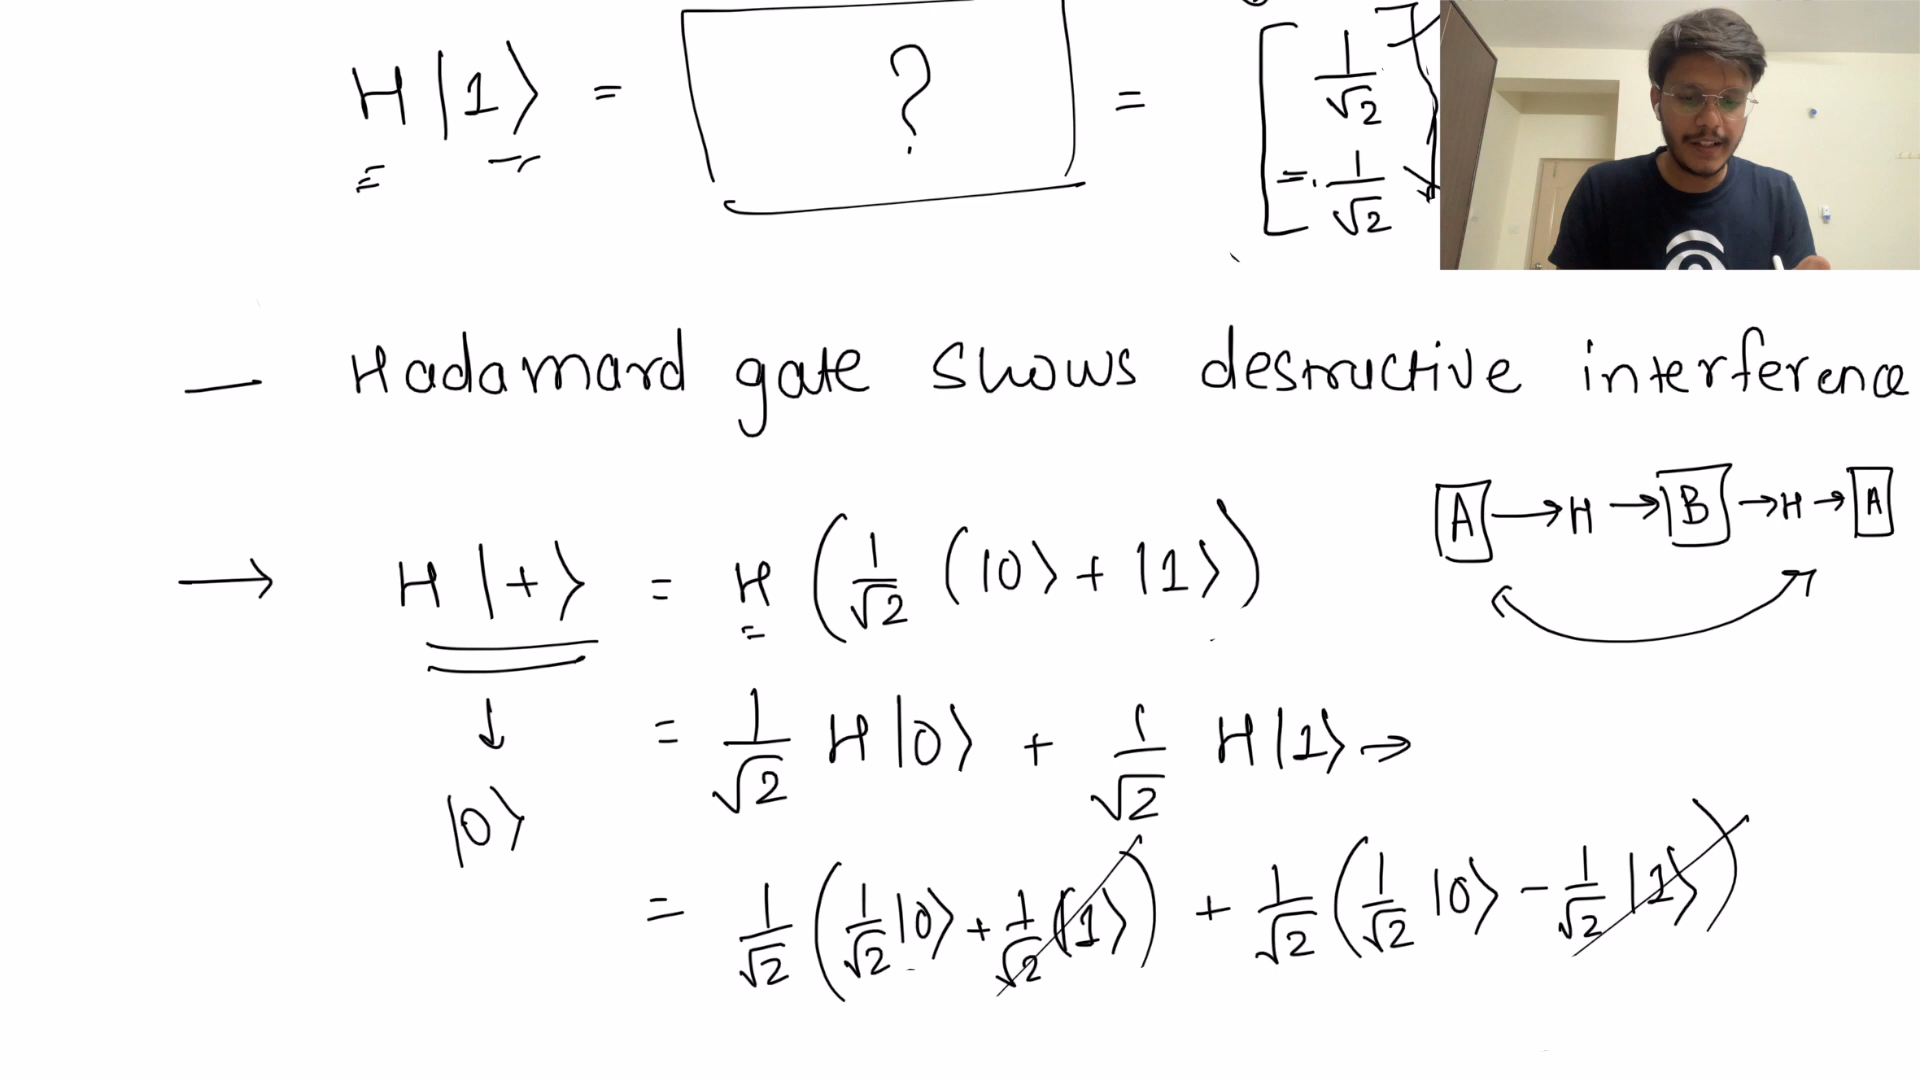 H|1⟩ = ? = [1/√2 -1/√2]
— Hadamard gate shows destructive interference
A → H → B → H → A
→ H|+⟩ = H(1/√2 (|0⟩ + |1⟩))
↓ = 1/√2 H|0⟩ + 1/√2 H|1⟩ →
|0⟩
= 1/√2 (1/√2 |0⟩ + 1/√2 |1⟩) + 1/√2 (1/√2 |0⟩ - 1/√2 |1⟩)